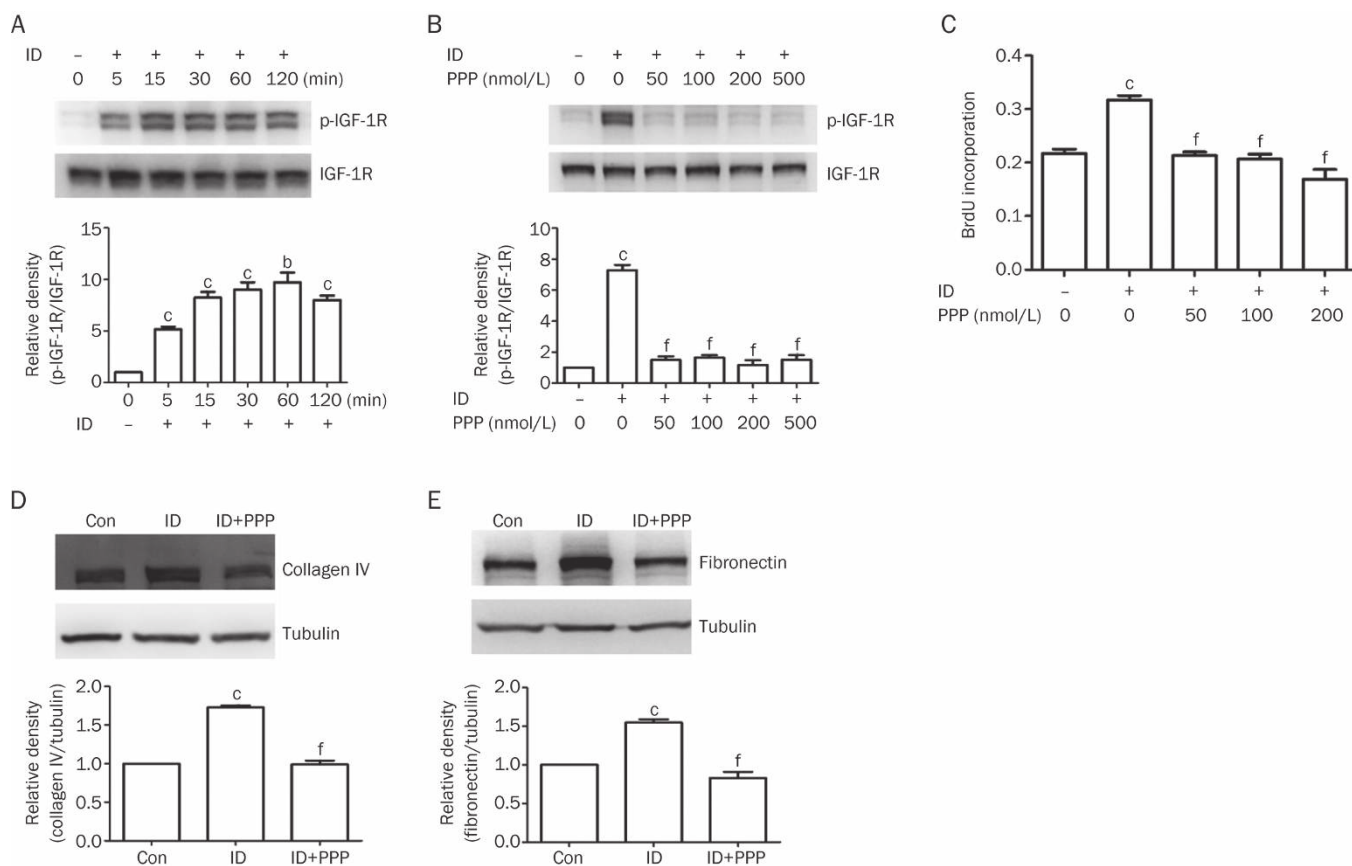 A
ID – + + + + +
0 5 15 30 60 120 (min)
p-IGF-1R
IGF-1R
Relative density
(p-IGF-1R/IGF-1R)
15
10
5
0
c
c
c
b
c
0 5 15 30 60 120 (min)
ID – + + + + +
B
ID – + + + + +
PPP (nmol/L) 0 0 50 100 200 500
p-IGF-1R
IGF-1R
Relative density
(p-IGF-1R/IGF-1R)
10
8
6
4
2
0
c
f
f
f
f
ID – + + + + +
PPP (nmol/L) 0 0 50 100 200 500
C
BrdU incorporation
0.4
0.3
0.2
0.1
0.0
c
f
f
f
ID – + + + +
PPP (nmol/L) 0 0 50 100 200
D
Con ID ID+PPP
Collagen IV
Tubulin
Relative density
(collagen IV/tubulin)
2.0
1.5
1.0
0.5
0.0
c
f
Con ID ID+PPP
E
Con ID ID+PPP
Fibronectin
Tubulin
Relative density
(fibronectin/tubulin)
2.0
1.5
1.0
0.5
0.0
c
f
Con ID ID+PPP